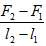 F₂ − F₁
l₂ − l₁